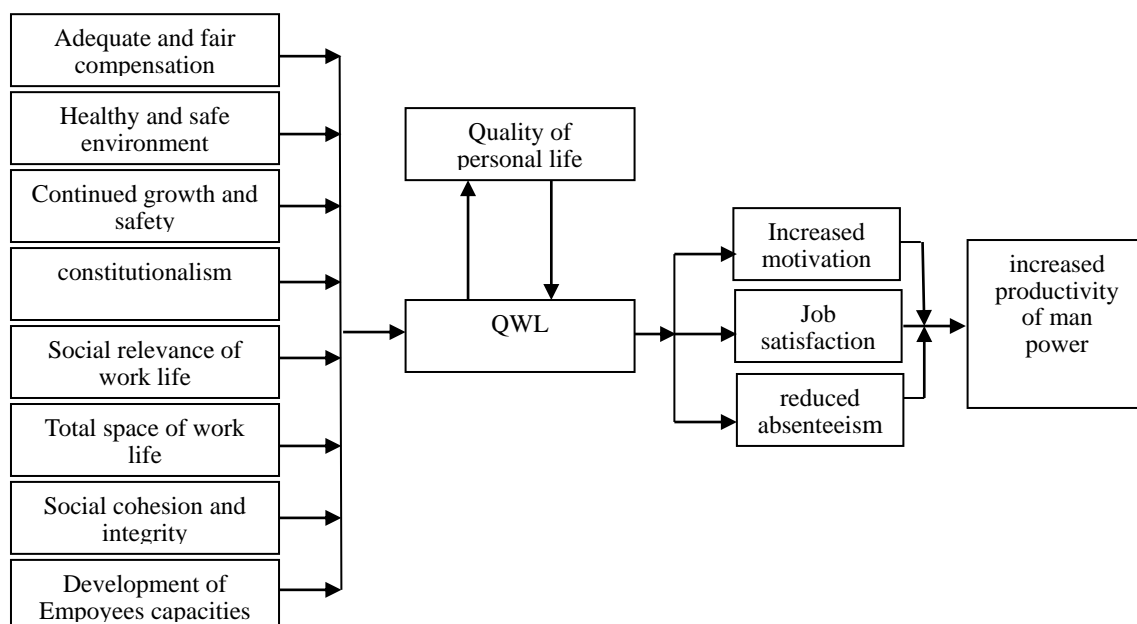 Adequate and fair
compensation
Healthy and safe
environment
Continued growth and
safety
constitutionalism
Social relevance of
work life
Total space of work
life
Social cohesion and
integrity
Development of
Empoyees capacities
Quality of
personal life
QWL
Increased
motivation
Job
satisfaction
reduced
absenteeism
increased
productivity
of man
power